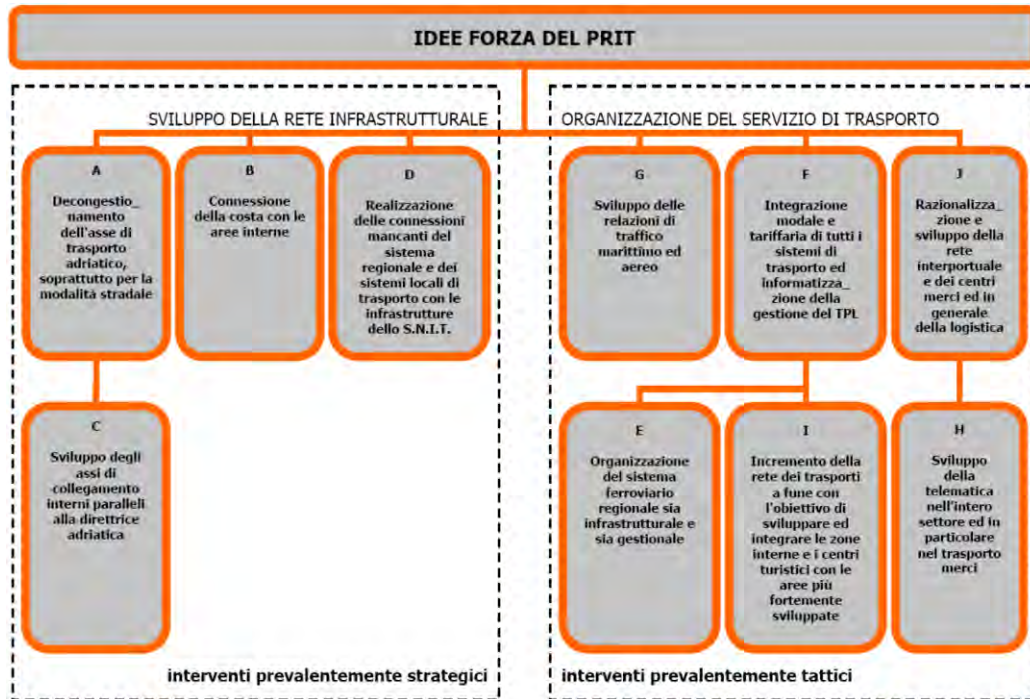 IDEE FORZA DEL PRIT
SVILUPPO DELLA RETE INFRASTRUTTURALE
A
Decongestio_
namento
dell'asse di
trasporto
adriatico,
soprattutto per la
modalità stradale
B
Connessione
della costa con le
aree interne
D
Realizzazione
delle connessioni
mancanti del
sistema
regionale e dei
sistemi locali di
trasporto con le
infrastrutture
dello S.N.I.T.
C
Sviluppo degli
assi di
collegamento
interni paralleli
alla direttrice
adriatica
interventi prevalentemente strategici
ORGANIZZAZIONE DEL SERVIZIO DI TRASPORTO
G
Sviluppo delle
relazioni di
traffico
marittimo ed
aereo
F
Integrazione
modale e
tariffaria di tutti i
sistemi di
trasporto ed
informatizza_
zione della
gestione del TPL
J
Razionalizza_
zione e
sviluppo della
rete
interportuale
e dei centri
merci ed in
generale
della logistica
E
Organizzazione
del sistema
ferroviario
regionale sia
infrastrutturale e
sia gestionale
I
Incremento della
rete dei trasporti
a fune con
l'obiettivo di
sviluppare ed
integrare le zone
interne e i centri
turistici con le
aree più
fortemente
sviluppate
H
Sviluppo
della
telematica
nell'intero
settore ed in
particolare
nel trasporto
merci
interventi prevalentemente tattici